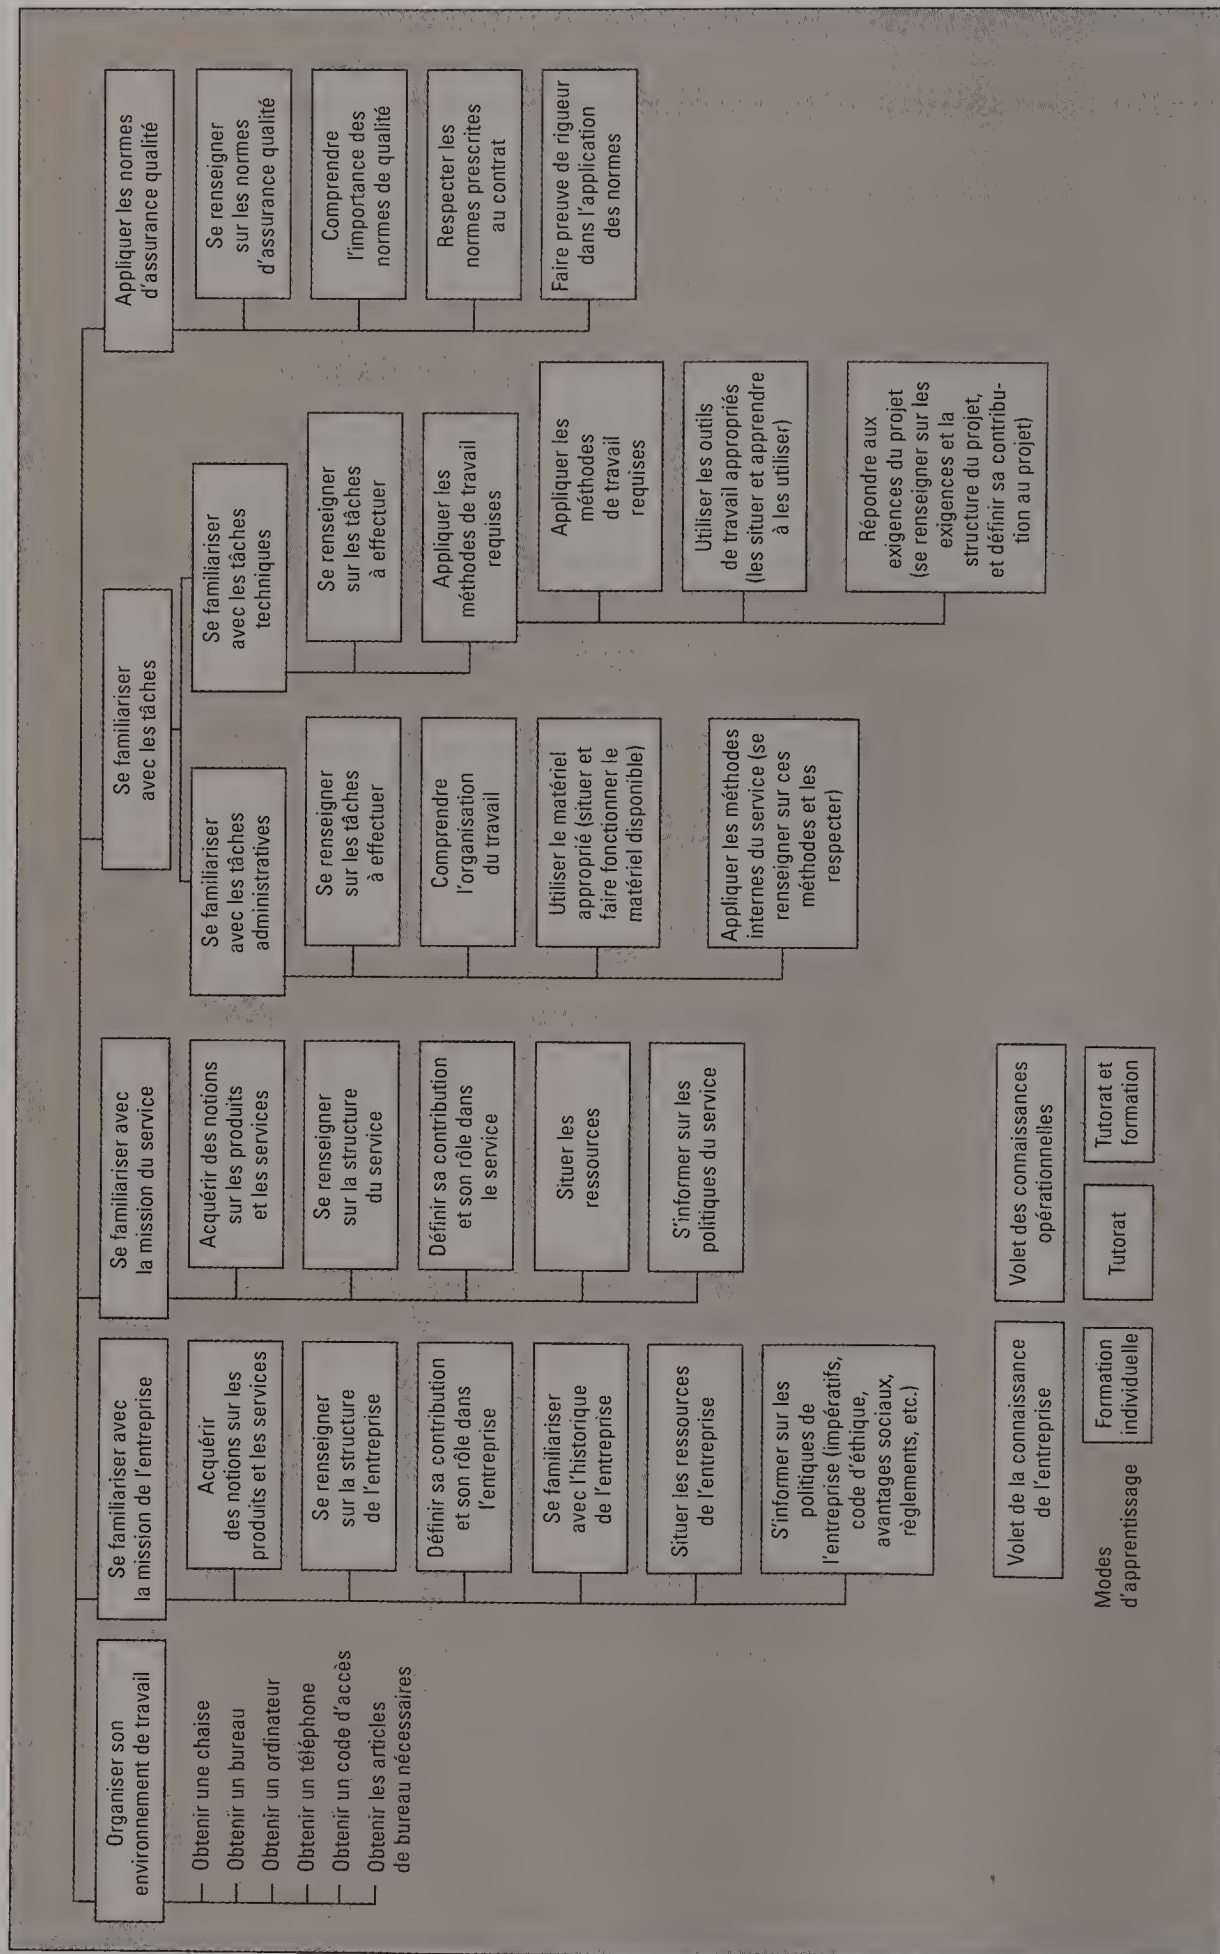 Organiser son
environnement de travail
Obtenir une chaise
Obtenir un bureau
Obtenir un ordinateur
Obtenir un téléphone
Obtenir un code d'accès
Obtenir les articles
de bureau nécessaires
Se familiariser avec
la mission de l'entreprise
Acquérir
des notions sur les
produits et les services
Se renseigner
sur la structure
de l'entreprise
Définir sa contribution
et son rôle dans
l'entreprise
Se familiariser
avec l'historique
de l'entreprise
Situer les ressources
de l'entreprise
S'informer sur les
politiques de
l'entreprise (impératifs,
code d'éthique,
avantages sociaux,
règlements, etc.)
Se familiariser avec
la mission du service
Acquérir des notions
sur les produits
et les services
Se renseigner
sur la structure
du service
Définir sa contribution
et son rôle dans
le service
Situer les
ressources
S'informer sur les
politiques du service
Se familiariser
avec les tâches
Se familiariser
avec les tâches
administratives
Se renseigner
sur les tâches
à effectuer
Comprendre
l'organisation
du travail
Utiliser le matériel
approprié (situer et
faire fonctionner le
matériel disponible)
Appliquer les méthodes
internes du service (se
renseigner sur ces
méthodes et les
respecter)
Se familiariser
avec les tâches
techniques
Se renseigner
sur les tâches
à effectuer
Appliquer les
méthodes de travail
requises
Appliquer les
méthodes
de travail
requises
Utiliser les outils
de travail appropriés
(les situer et apprendre
à les utiliser)
Répondre aux
exigences du projet
(se renseigner sur les
exigences et la
structure du projet,
et définir sa contribu-
tion au projet)
Appliquer les normes
d'assurance qualité
Se renseigner
sur les normes
d'assurance qualité
Comprendre
l'importance des
normes de qualité
Respecter les
normes prescrites
au contrat
Faire preuve de rigueur
dans l'application
des normes
Volet de la connaissance
de l'entreprise
Volet des connaissances
opérationnelles
Modes
d'apprentissage
Formation
individuelle
Tutorat
Tutorat et
formation